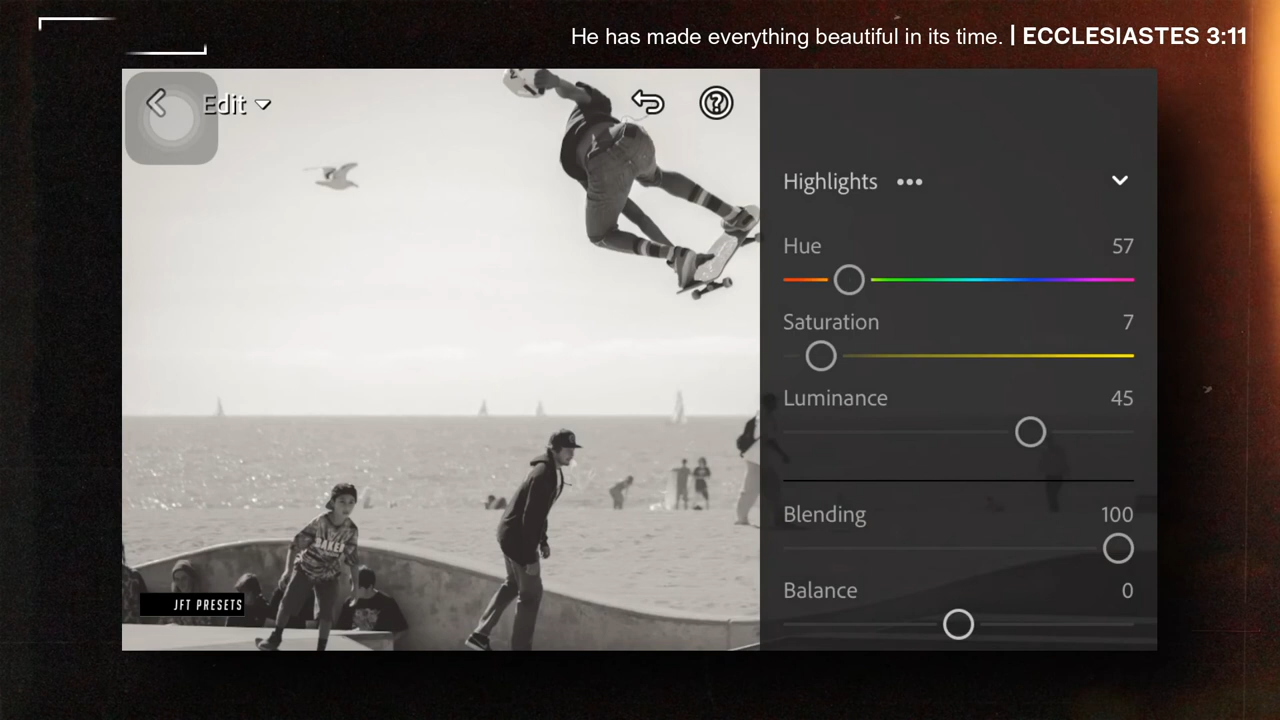 He has made everything beautiful in its time. | ECCLESIASTES 3:11
Edit
Highlights
Hue 57
Saturation 7
Luminance 45
Blending 100
Balance 0
BAKER
JFT PRESETS